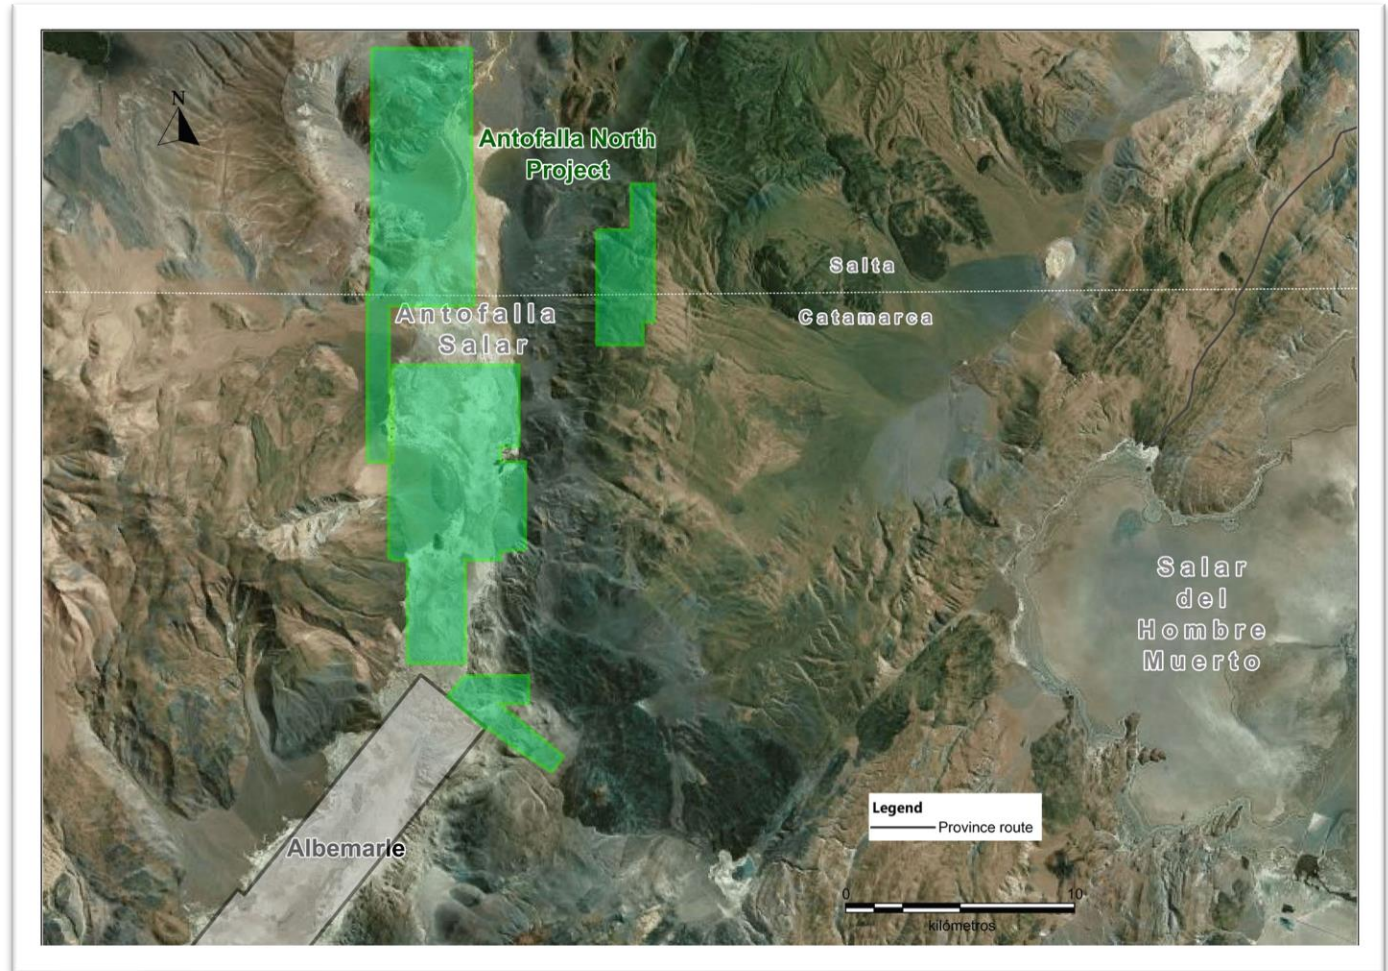 N
Antofalla North
Project
Salta
Antofalla
Salar
Catamarca
Salar
del
Hombre
Muerto
Legend
Province route
Albemarle
0 10
kilómetros